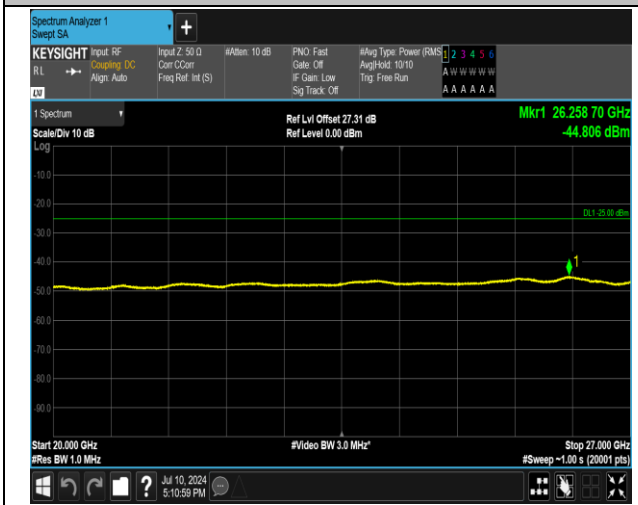 Spectrum Analyzer 1
Swept SA
+
KEYSIGHT Input: RF Input Z: 50 Ω #Atten: 10 dB PNO: Fast #Avg Type: Power (RMS 1 2 3 4 5 6
RL Coupling: DC Corr CCorr Gate: Off Avg|Hold: 10/10 A W W W W W
Align: Auto Freq Ref: Int (S) IF Gain: Low Trig: Free Run
LXI Sig Track: Off A A A A A A
1 Spectrum Ref Lvl Offset 27.31 dB Mkr1 26.258 70 GHz
Scale/Div 10 dB Ref Level 0.00 dBm -44.806 dBm
Log
-10.0
-20.0
DL1 -25.00 dBm
-30.0
-40.0
1
-50.0
-60.0
-70.0
-80.0
-90.0
Start 20.000 GHz #Video BW 3.0 MHz* Stop 27.000 GHz
#Res BW 1.0 MHz #Sweep ~1.00 s (20001 pts)
? Jul 10, 2024
5:10:59 PM